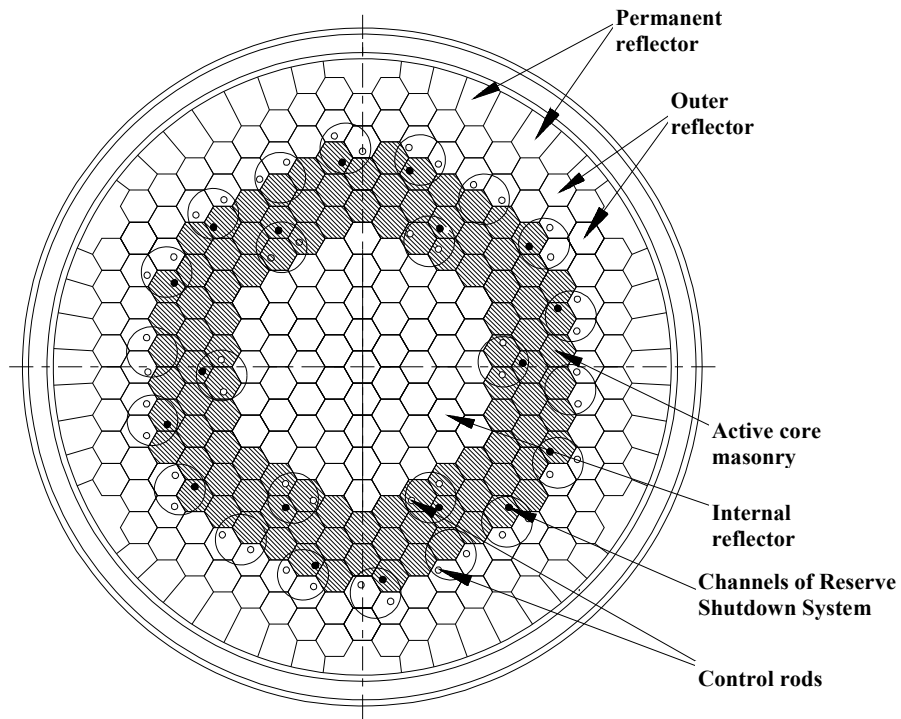 Permanent
reflector
Outer
reflector
Active core
masonry
Internal
reflector
Channels of Reserve
Shutdown System
Control rods